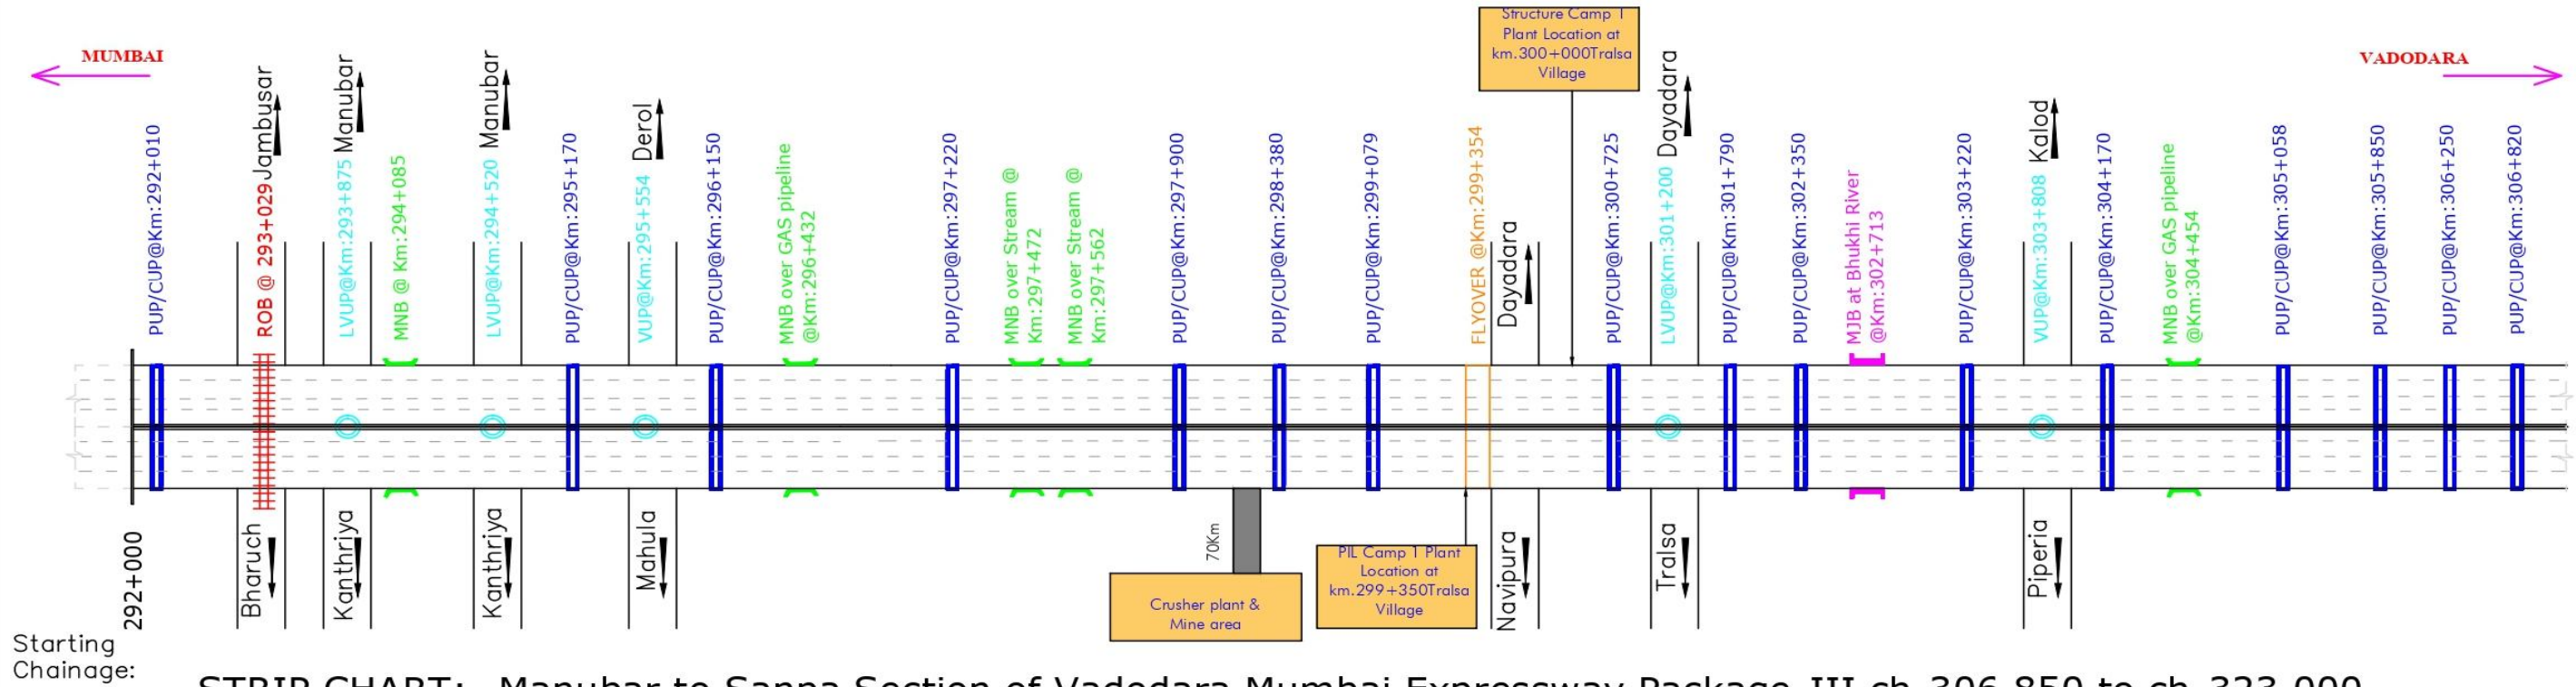 MUMBAI
VADODARA
Structure Camp 1
Plant Location at
km.300+000Tralsa
Village
PUP/CUP@Km:292+010
ROB @ 293+029
Jambusar
LVUP@Km:293+875
Manubar
MNB @ Km:294+085
LVUP@Km:294+520
Manubar
PUP/CUP@Km:295+170
VUP@Km:295+554
Derol
PUP/CUP@Km:296+150
MNB over GAS pipeline
@Km:296+432
PUP/CUP@Km:297+220
MNB over Stream @
Km:297+472
MNB over Stream @
Km:297+562
PUP/CUP@Km:297+900
PUP/CUP@Km:298+380
PUP/CUP@Km:299+079
FLYOVER @Km:299+354
Dayadara
PUP/CUP@Km:300+725
LVUP@Km:301+200
Dayadara
PUP/CUP@Km:301+790
PUP/CUP@Km:302+350
MJB at Bhukhi River
@Km:302+713
PUP/CUP@Km:303+220
VUP@Km:303+808
Kalod
PUP/CUP@Km:304+170
MNB over GAS pipeline
@Km:304+454
PUP/CUP@Km:305+058
PUP/CUP@Km:305+850
PUP/CUP@Km:306+250
PUP/CUP@Km:306+820
292+000
Bharuch
Kanthriya
Kanthriya
Mahula
70Km
Crusher plant &
Mine area
PIL Camp 1 Plant
Location at
km.299+350Tralsa
Village
Navipura
Tralsa
Piperia
Starting
Chainage:
STRIP CHART:  Manubar to Sanpa Section of Vadodara Mumbai Expressway Package-III ch-306.850 to ch-323.000